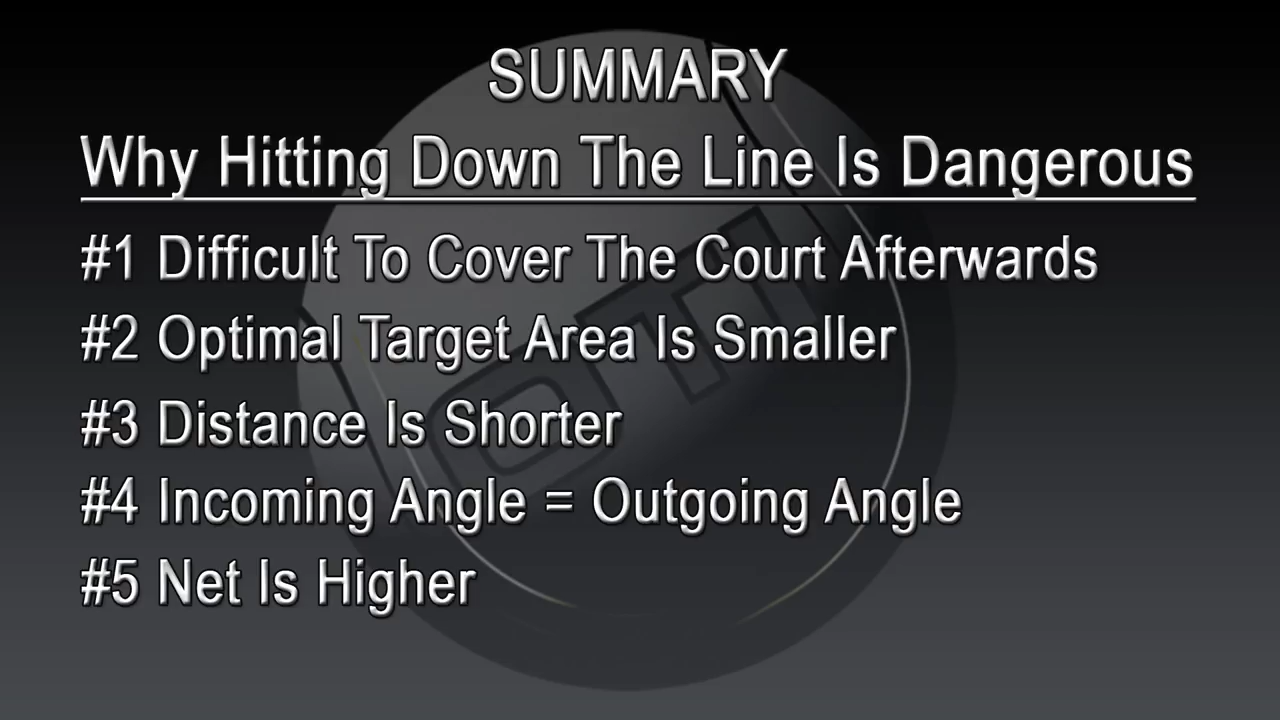 SUMMARY
Why Hitting Down The Line Is Dangerous
#1 Difficult To Cover The Court Afterwards
#2 Optimal Target Area Is Smaller
#3 Distance Is Shorter
#4 Incoming Angle = Outgoing Angle
#5 Net Is Higher
OTI